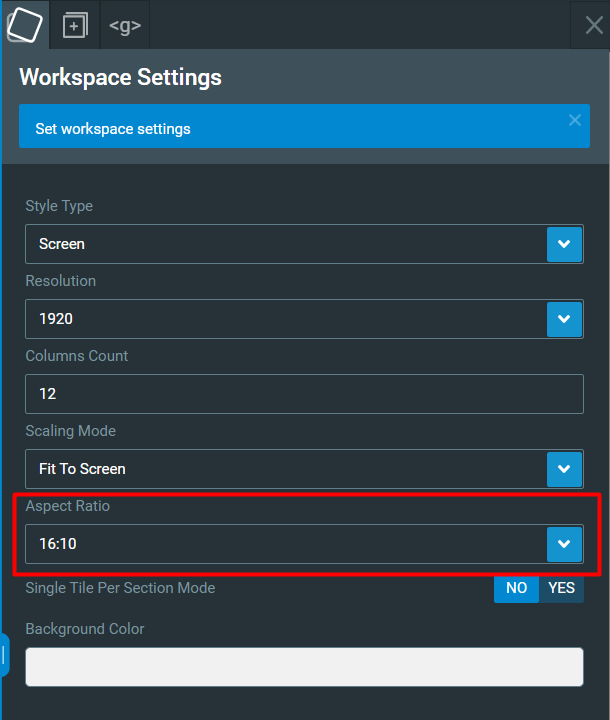 <g>
Workspace Settings
Set workspace settings
Style Type
Screen
Resolution
1920
Columns Count
12
Scaling Mode
Fit To Screen
Aspect Ratio
16:10
Single Tile Per Section Mode NO YES
Background Color